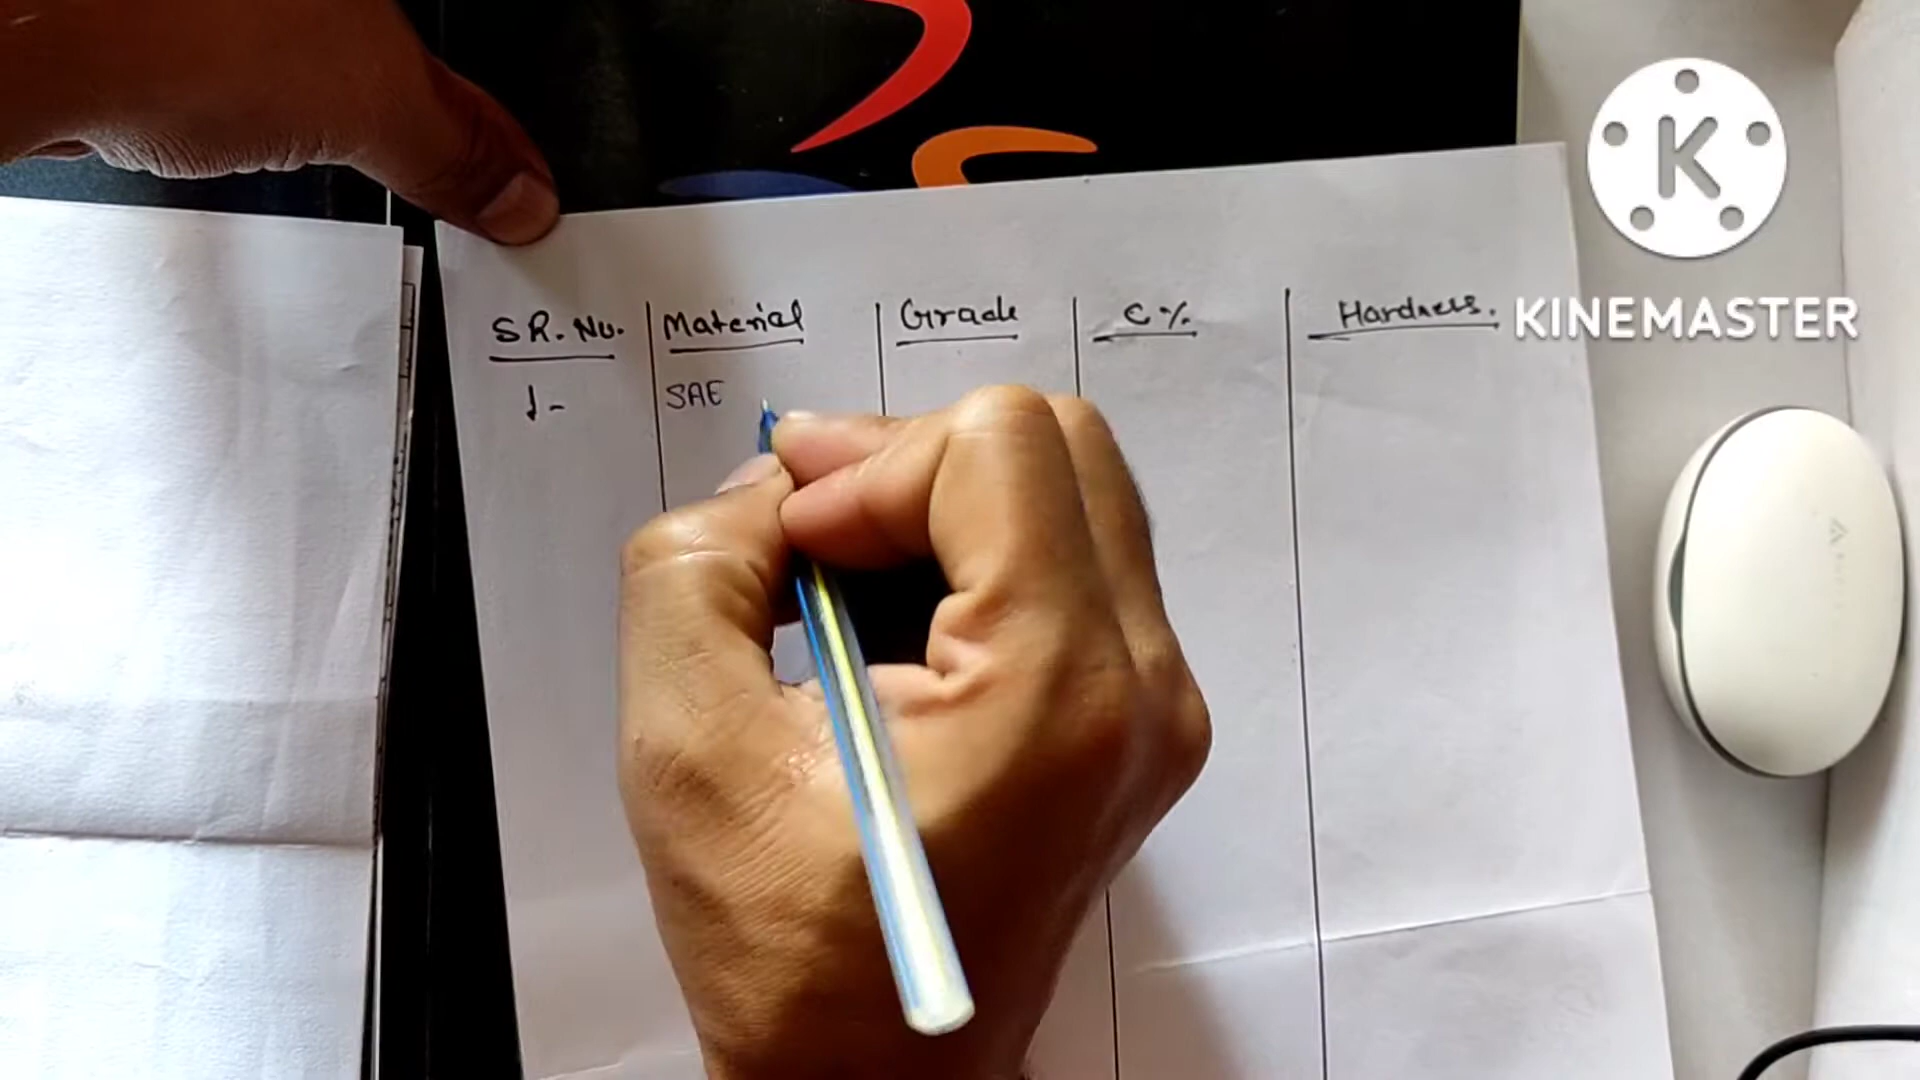 SR. No. Material Grade C% Hardness.
1- SAE
K
KINEMASTER